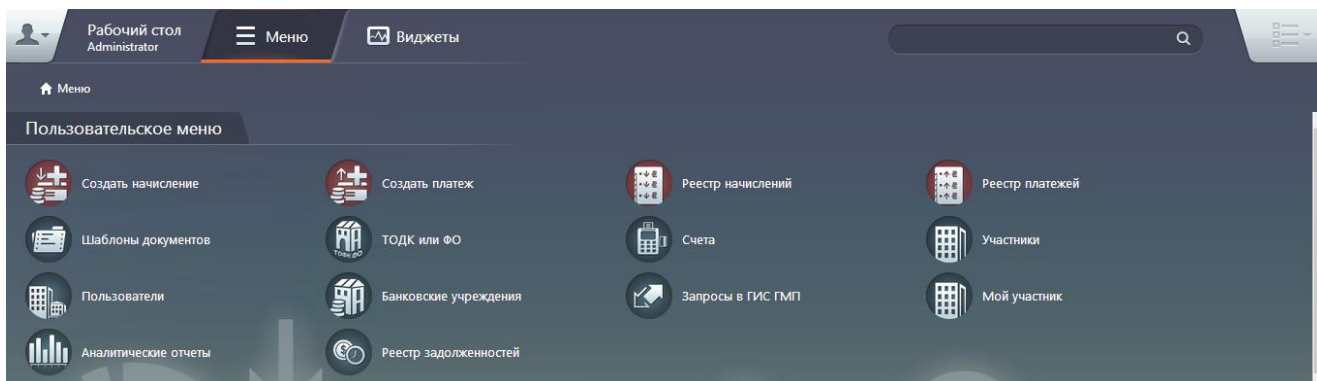 Рабочий стол
Administrator
Меню
Виджеты
Меню
Пользовательское меню
Создать начисление
Создать платеж
Реестр начислений
Реестр платежей
Шаблоны документов
ТОДК или ФО
Счета
Участники
Пользователи
Банковские учреждения
Запросы в ГИС ГМП
Мой участник
Аналитические отчеты
Реестр задолженностей